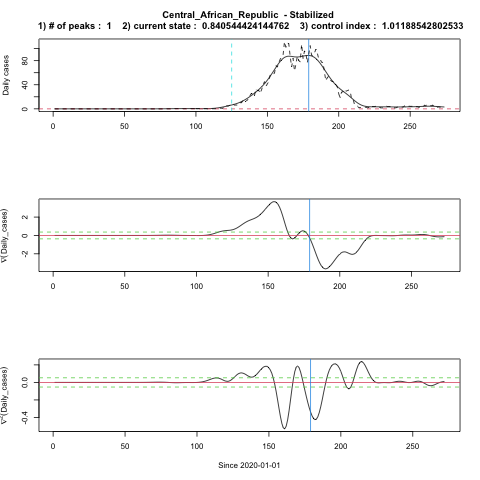 Central_African_Republic - Stabilized
1) # of peaks : 1 2) current state : 0.840544424144762 3) control index : 1.01188542802533
Daily cases
0 40 80
0 50 100 150 200 250
∇(Daily_cases)
-2 0 2
0 50 100 150 200 250
∇²(Daily_cases)
-0.4 0.0
0 50 100 150 200 250
Since 2020-01-01